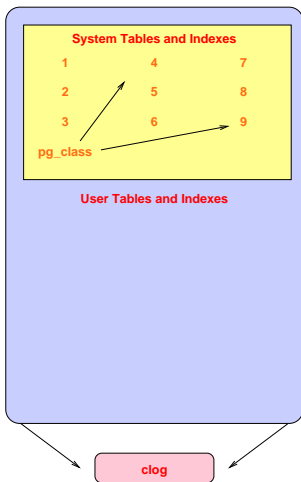 System Tables and Indexes
1 4 7
2 5 8
3 6 9
pg_class
User Tables and Indexes
clog